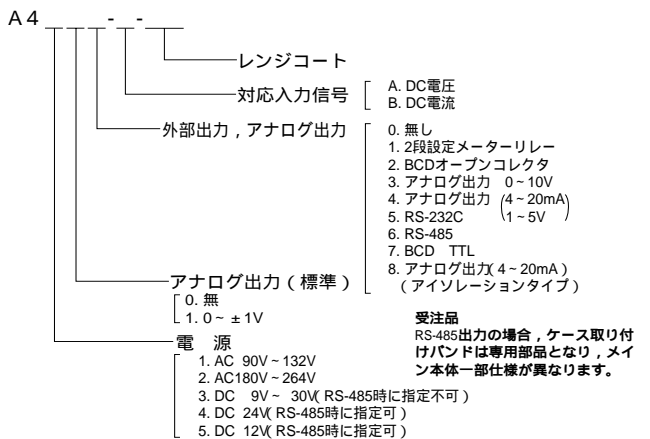 A4 _ _ _ - _ - _
レンジコート
対応入力信号
A. DC電圧
B. DC電流
外部出力，アナログ出力
0. 無し
1. 2段設定メーターリレー
2. BCDオープンコレクタ
3. アナログ出力 0～10V
4. アナログ出力 (4～20mA
5. RS-232C 1～5V)
6. RS-485
7. BCD TTL
8. アナログ出力(4～20mA)
(アイソレーションタイプ)
アナログ出力(標準)
0. 無
1. 0～±1V
電 源
1. AC 90V～132V
2. AC180V～264V
3. DC 9V～ 30V(RS-485時に指定不可)
4. DC 24V(RS-485時に指定可)
5. DC 12V(RS-485時に指定可)
受注品
RS-485出力の場合，ケース取り付
けバンドは専用部品となり，メイ
ン本体一部仕様が異なります。